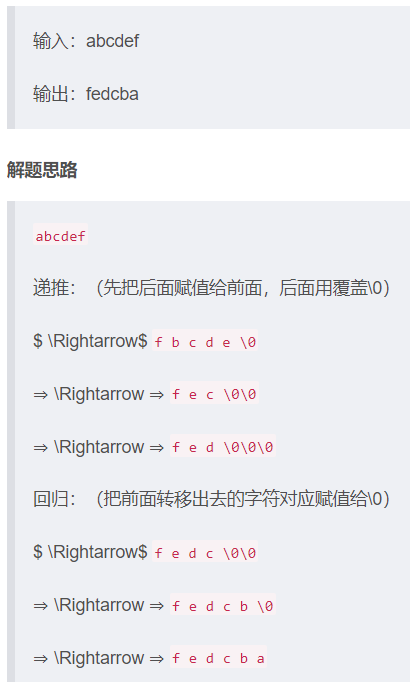 输入：abcdef
输出：fedcba
解题思路
abcdef
递推：（先把后面赋值给前面，后面用覆盖\0）
$ \Rightarrow$ f b c d e \0
⇒ \Rightarrow ⇒ f e c \0\0
⇒ \Rightarrow ⇒ f e d \0\0\0
回归：（把前面转移出去的字符对应赋值给\0）
$ \Rightarrow$ f e d c \0\0
⇒ \Rightarrow ⇒ f e d c b \0
⇒ \Rightarrow ⇒ f e d c b a